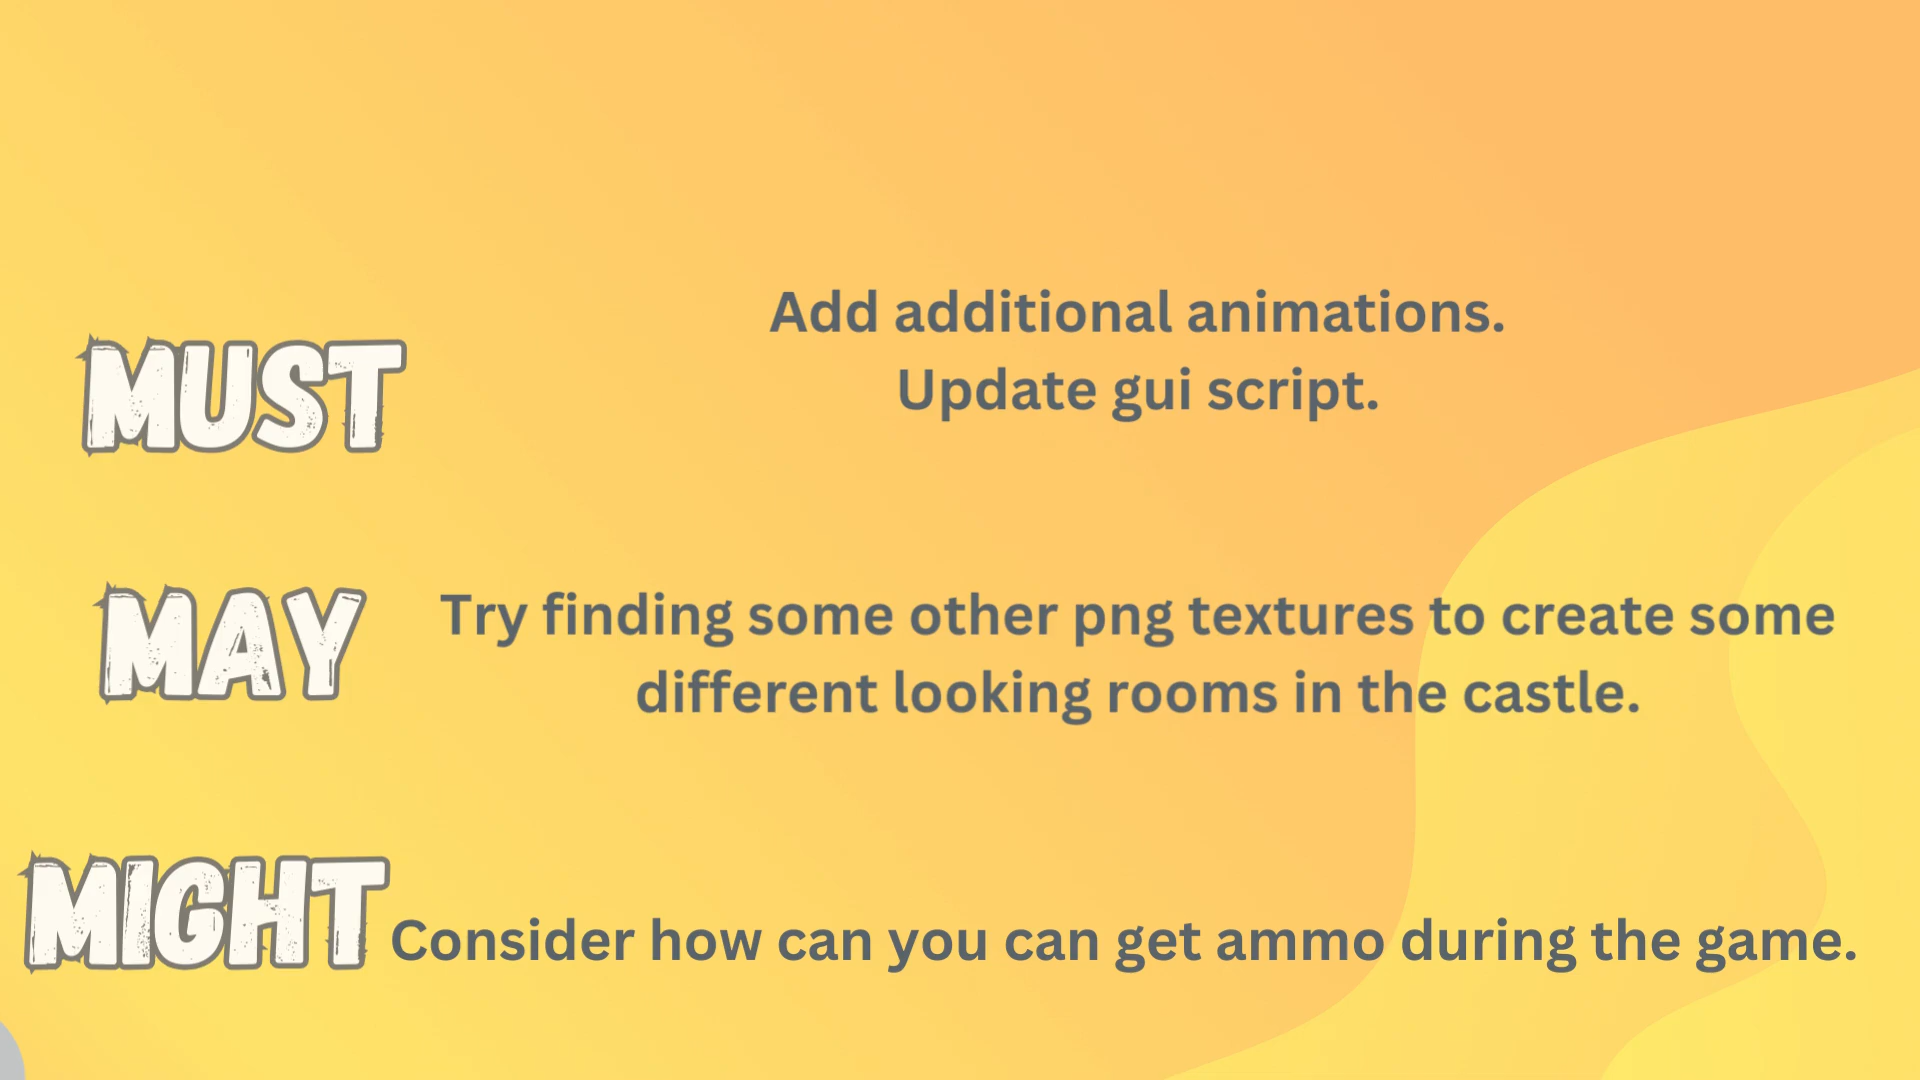 MUST
Add additional animations.
Update gui script.
MAY
Try finding some other png textures to create some
different looking rooms in the castle.
MIGHT
Consider how can you can get ammo during the game.